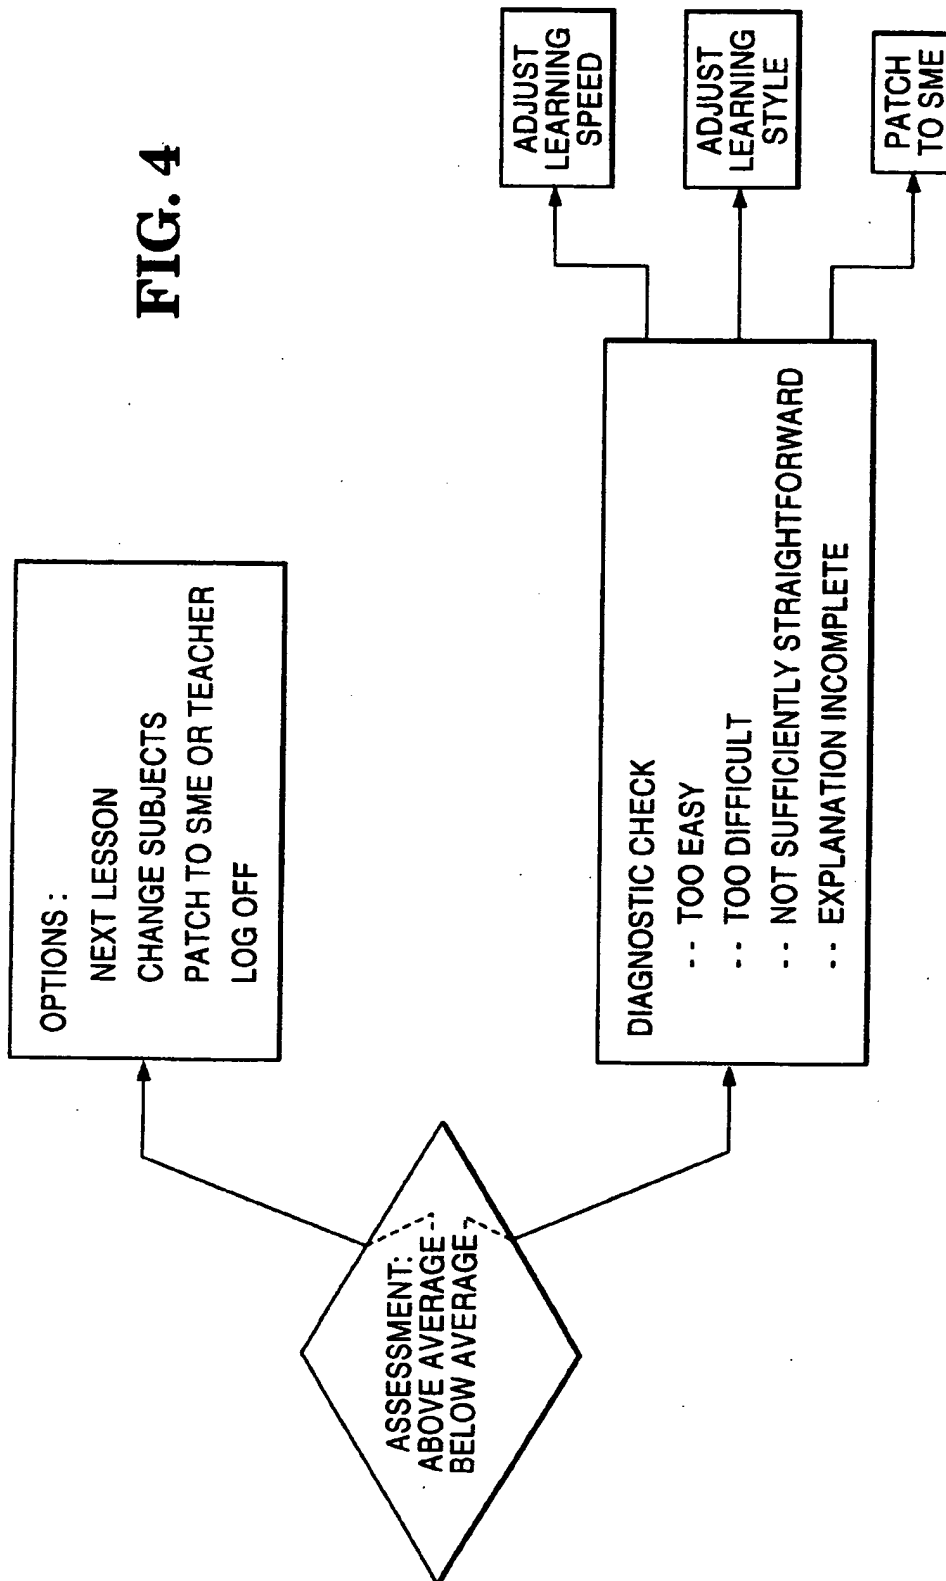 FIG. 4
OPTIONS :
NEXT LESSON
CHANGE SUBJECTS
PATCH TO SME OR TEACHER
LOG OFF
ASSESSMENT:
ABOVE AVERAGE
BELOW AVERAGE
DIAGNOSTIC CHECK
-- TOO EASY
-- TOO DIFFICULT
-- NOT SUFFICIENTLY STRAIGHTFORWARD
-- EXPLANATION INCOMPLETE
ADJUST
LEARNING
SPEED
ADJUST
LEARNING
STYLE
PATCH
TO SME